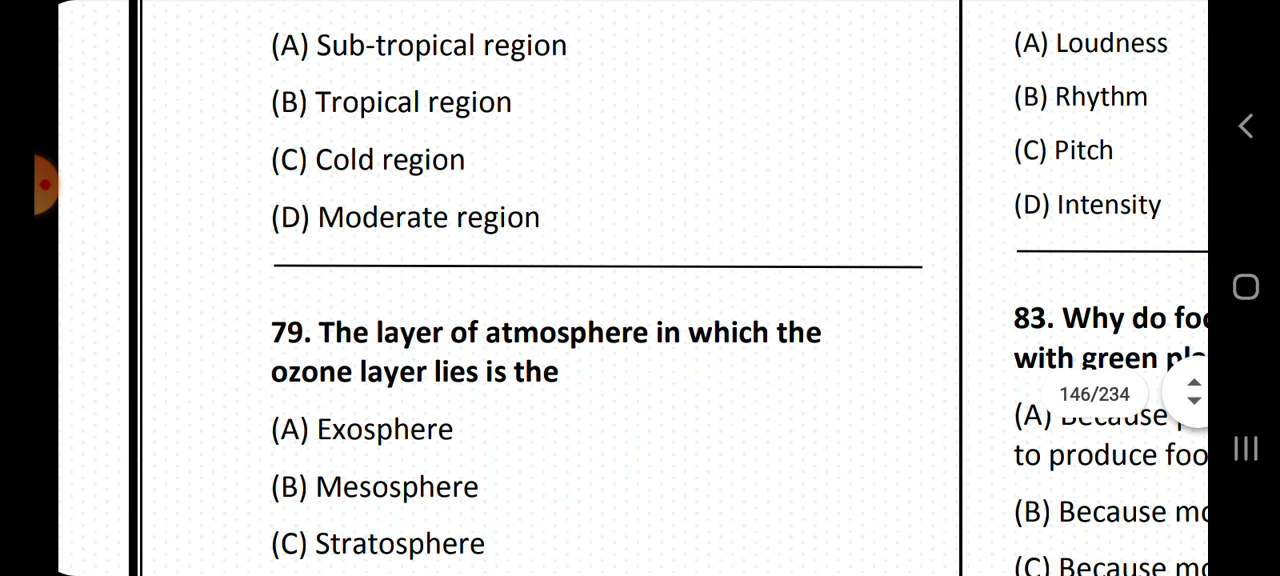 (A) Sub-tropical region
(B) Tropical region
(C) Cold region
(D) Moderate region
79. The layer of atmosphere in which the
ozone layer lies is the
(A) Exosphere
(B) Mesosphere
(C) Stratosphere
(A) Loudness
(B) Rhythm
(C) Pitch
(D) Intensity
83. Why do
with green
146/234
(A) Because
to produce
(B) Because
(C) Because